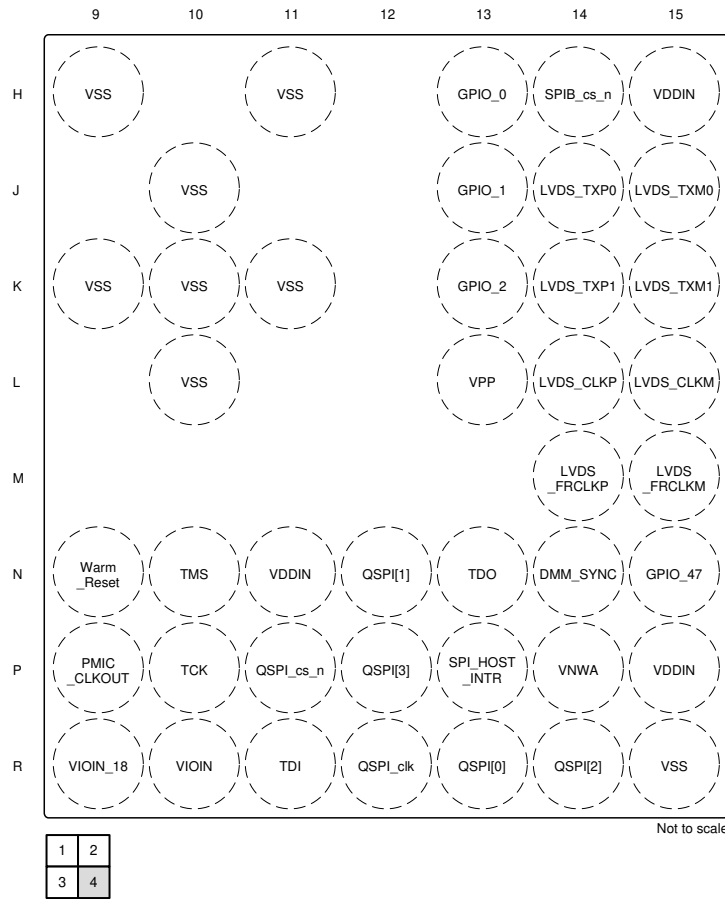 9 10 11 12 13 14 15
H VSS VSS GPIO_0 SPIB_cs_n VDDIN
J VSS GPIO_1 LVDS_TXP0 LVDS_TXM0
K VSS VSS VSS GPIO_2 LVDS_TXP1 LVDS_TXM1
L VSS VPP LVDS_CLKP LVDS_CLKM
M LVDS _FRCLKP LVDS _FRCLKM
N Warm _Reset TMS VDDIN QSPI[1] TDO DMM_SYNC GPIO_47
P PMIC _CLKOUT TCK QSPI_cs_n QSPI[3] SPI_HOST _INTR VNWA VDDIN
R VIOIN_18 VIOIN TDI QSPI_clk QSPI[0] QSPI[2] VSS
Not to scale
1 2
3 4